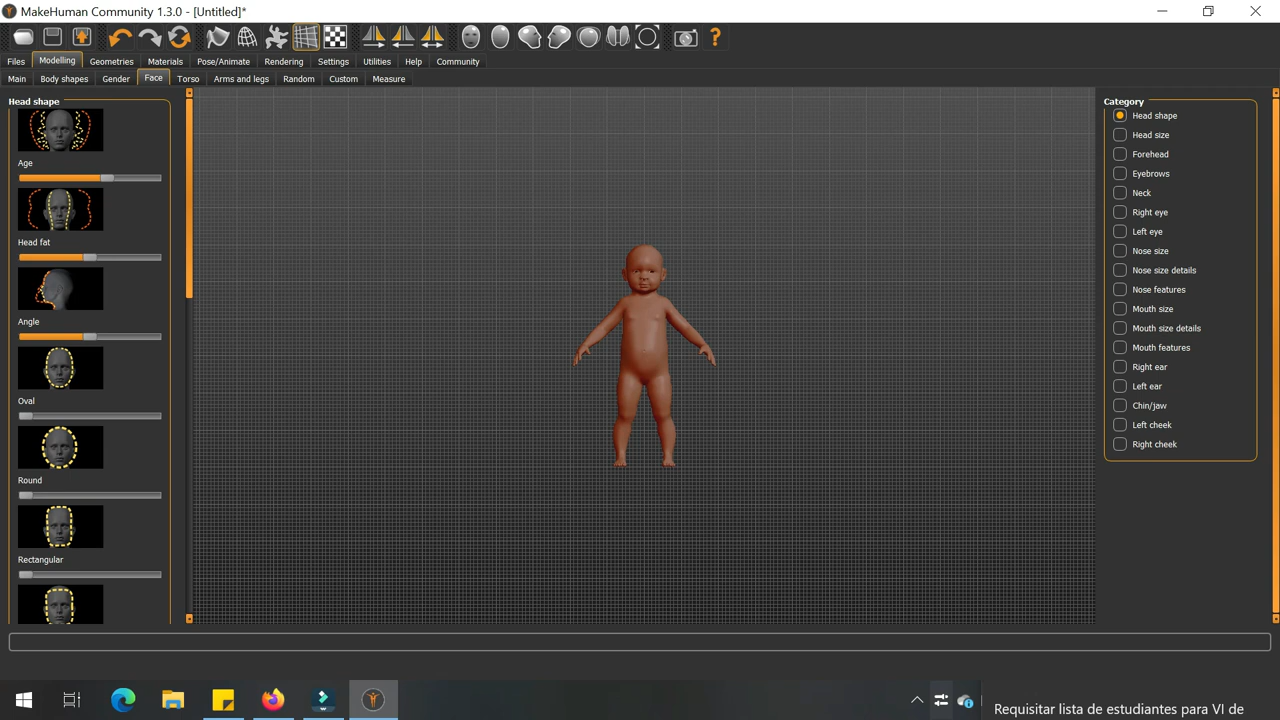 MakeHuman Community 1.3.0 - [Untitled]*
Files Modelling Geometries Materials Pose/Animate Rendering Settings Utilities Help Community
Main Body shapes Gender Face Torso Arms and legs Random Custom Measure
Head shape
Age
Head fat
Angle
Oval
Round
Rectangular
Category
Head shape
Head size
Forehead
Eyebrows
Neck
Right eye
Left eye
Nose size
Nose size details
Nose features
Mouth size
Mouth size details
Mouth features
Right ear
Left ear
Chin/jaw
Left cheek
Right cheek
Requisitar lista de estudiantes para VI de